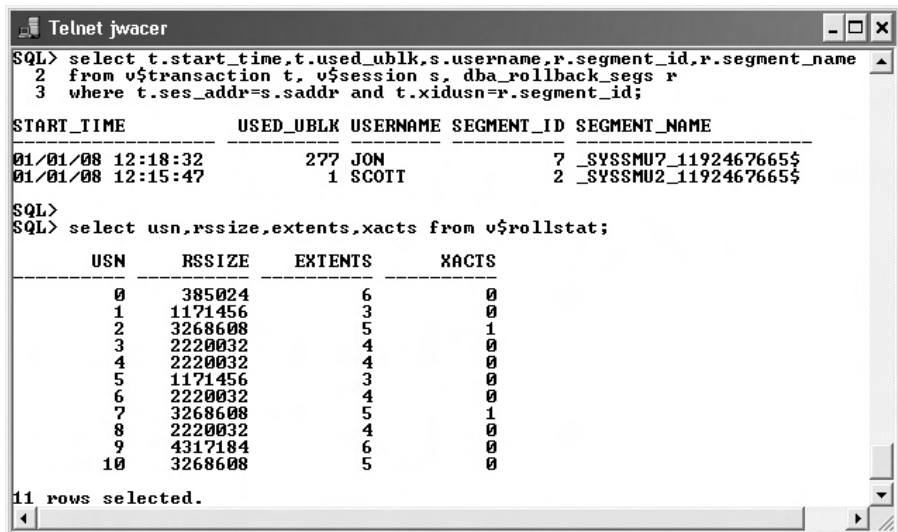 Telnet jwacer
SQL> select t.start_time,t.used_ublk,s.username,r.segment_id,r.segment_name
2 from v$transaction t, v$session s, dba_rollback_segs r
3 where t.ses_addr=s.saddr and t.xidusn=r.segment_id;
START_TIME USED_UBLK USERNAME SEGMENT_ID SEGMENT_NAME
------------------- ---------- -------- ---------- --------------------
01/01/08 12:18:32 277 JON 7 _SYSSMU7_1192467665$
01/01/08 12:15:47 1 SCOTT 2 _SYSSMU2_1192467665$
SQL>
SQL> select usn,rssize,extents,xacts from v$rollstat;
USN RSSIZE EXTENTS XACTS
---------- ---------- ---------- ----------
0 385024 6 0
1 1171456 3 0
2 3268608 5 1
3 2220032 4 0
4 2220032 4 0
5 1171456 3 0
6 2220032 4 0
7 3268608 5 1
8 2220032 4 0
9 4317184 6 0
10 3268608 5 0
11 rows selected.